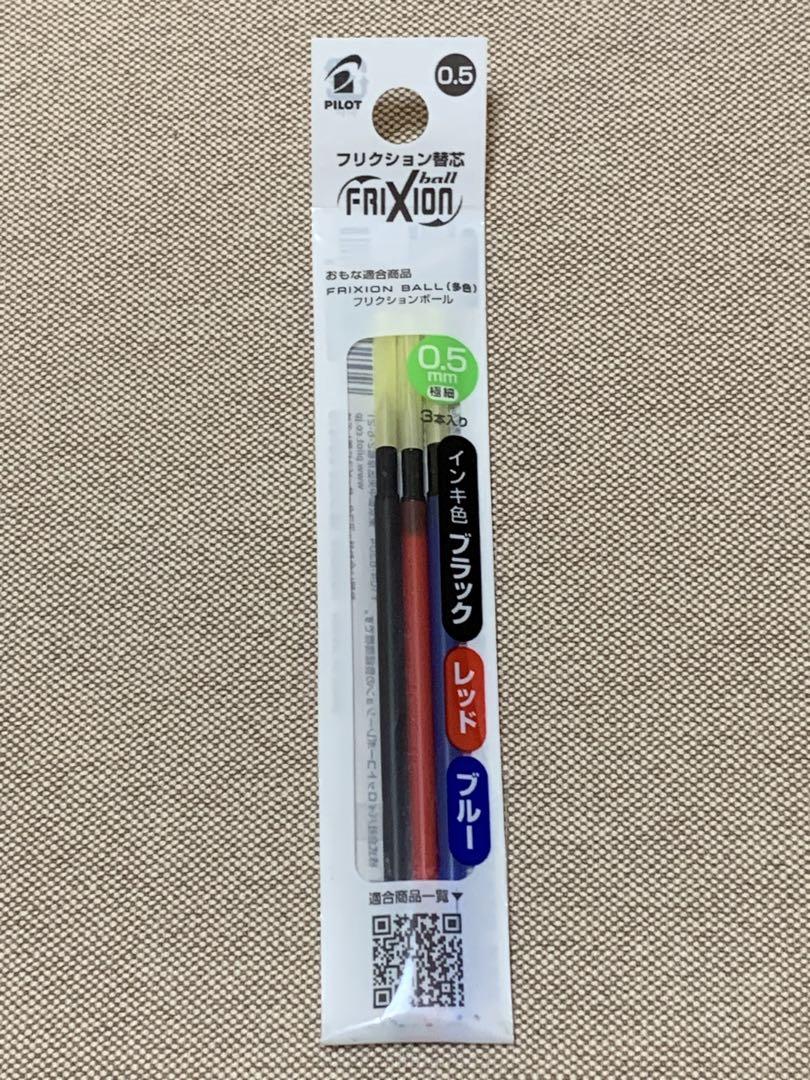 PILOT
0.5
フリクション替芯
FRIXION ball
おもな適合商品
FRIXION BALL(多色)
フリクションボール
0.5
mm
極細
3本入り
インキ色 ブラック
レッド
ブルー
適合商品一覧▼